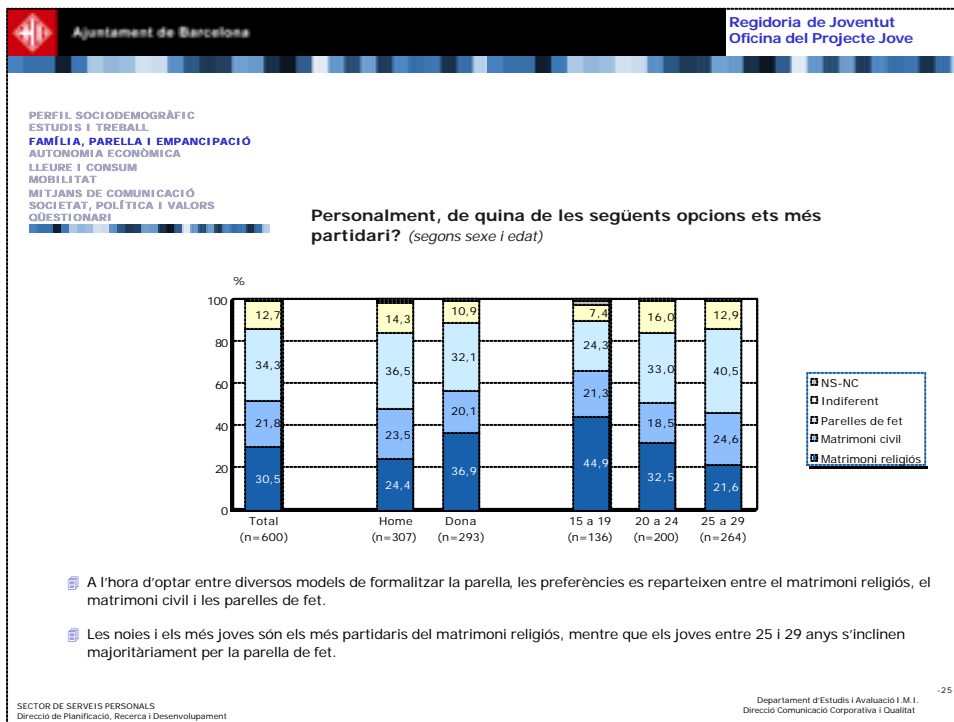 Ajuntament de Barcelona
Regidoria de Joventut
Oficina del Projecte Jove
PERFIL SOCIODEMOGRÀFIC
ESTUDIS I TREBALL
FAMÍLIA, PARELLA I EMPANCIPACIÓ
AUTONOMIA ECONÒMICA
LLEURE I CONSUM
MOBILITAT
MITJANS DE COMUNICACIÓ
SOCIETAT, POLÍTICA I VALORS
QÜESTIONARI
Personalment, de quina de les següents opcions ets més
partidari? (segons sexe i edat)
%
100
80
60
40
20
0
12,7
34,3
21,8
30,5
14,3
36,5
23,5
24,4
10,9
32,1
20,1
36,9
7,4
24,3
21,3
44,9
16,0
33,0
18,5
32,5
12,9
40,5
24,6
21,6
Total
(n=600)
Home
(n=307)
Dona
(n=293)
15 a 19
(n=136)
20 a 24
(n=200)
25 a 29
(n=264)
NS-NC
Indiferent
Parelles de fet
Matrimoni civil
Matrimoni religiós
A l'hora d'optar entre diversos models de formalitzar la parella, les preferències es reparteixen entre el matrimoni religiós, el
matrimoni civil i les parelles de fet.
Les noies i els més joves són els més partidaris del matrimoni religiós, mentre que els joves entre 25 i 29 anys s'inclinen
majoritàriament per la parella de fet.
SECTOR DE SERVEIS PERSONALS
Direcció de Planificació, Recerca i Desenvolupament
Departament d'Estudis i Avaluació I.M.I.
Direcció Comunicació Corporativa i Qualitat
-25